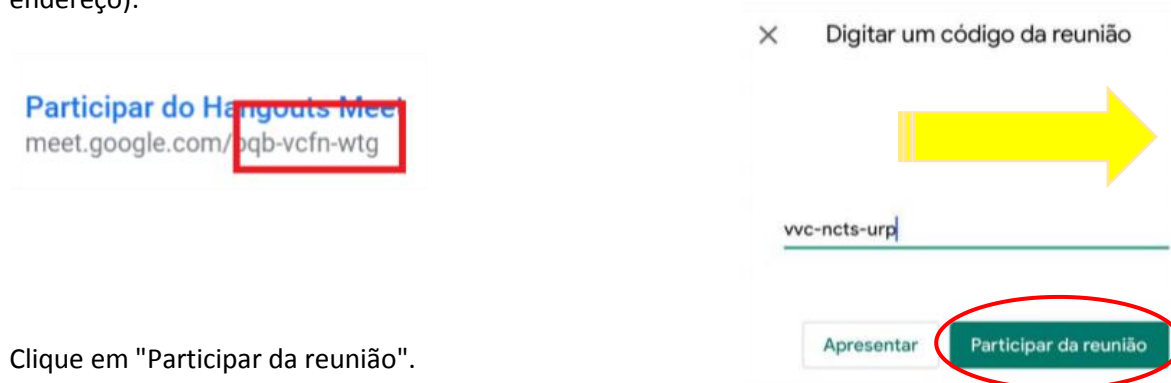 endereço).
Participar do Hangouts Meet
meet.google.com/pqb-vcfn-wtg
Digitar um código da reunião
vvc-ncts-urp
Apresentar
Participar da reunião
Clique em "Participar da reunião".